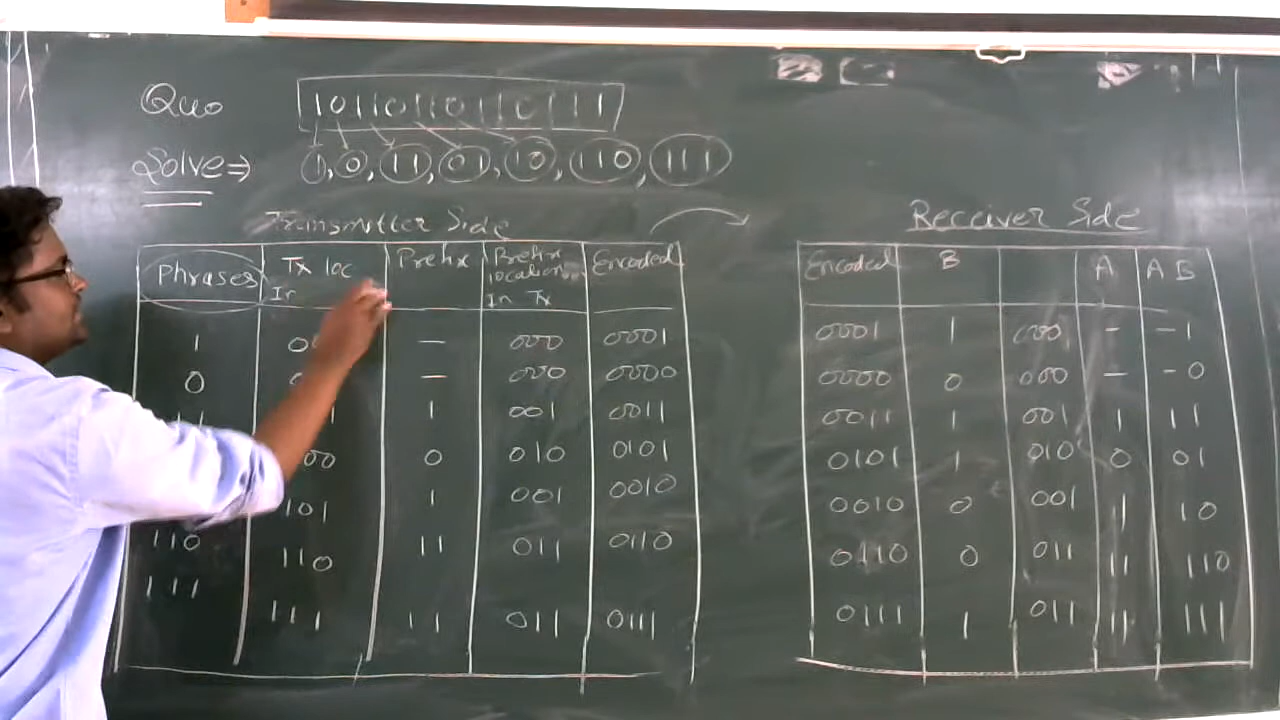 Quo 1011011011011111
Solve⇒ 1, 0, 11, 01, 10, 110, 111
Transmitter Side
Reciver Side
Phrases Tx loc In Prefix Prefix location In Tx Encoded
Encoded B A A B
1 — 000 0001
0001 1 000 – – 1
0 — 000 0000
0000 0 000 – – 0
1 001 0011
0011 1 001 1 11
0 010 0101
0101 1 010 0 01
101 1 001 0010
0010 0 001 1 10
110 110 11 011 0110
0110 0 011 11 110
111 111 11 011 0111
0111 1 011 11 111